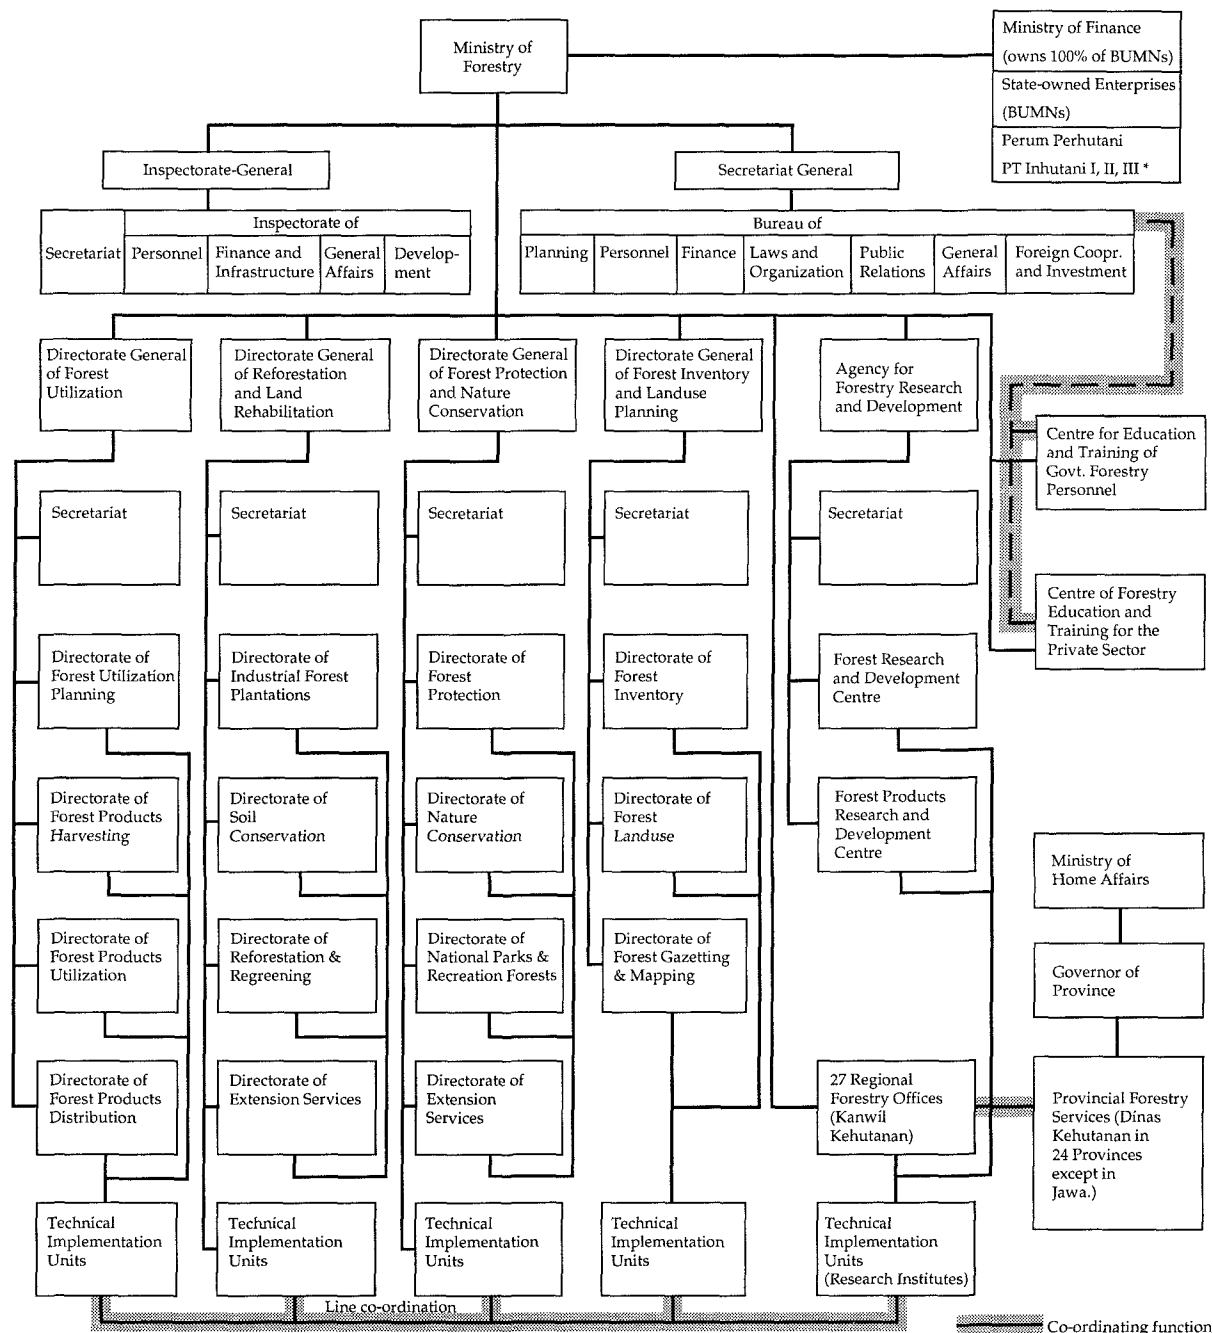 Ministry of
Forestry
Ministry of Finance
(owns 100% of BUMNs)
State-owned Enterprises
(BUMNs)
Perum Perhutani
PT Inhutani I, II, III *
Inspectorate-General
Secretariat General
Secretariat
Inspectorate of
Personnel
Finance and
Infrastructure
General
Affairs
Develop-
ment
Bureau of
Planning
Personnel
Finance
Laws and
Organization
Public
Relations
General
Affairs
Foreign Coopr.
and Investment
Directorate General
of Forest
Utilization
Directorate General
of Reforestation
and Land
Rehabilitation
Directorate General
of Forest Protection
and Nature
Conservation
Directorate General
of Forest Inventory
and Landuse
Planning
Agency for
Forestry Research
and Development
Centre for Education
and Training of
Govt. Forestry
Personnel
Secretariat
Secretariat
Secretariat
Secretariat
Secretariat
Centre of Forestry
Education and
Training for the
Private Sector
Directorate of
Forest Utilization
Planning
Directorate of
Industrial Forest
Plantations
Directorate of
Forest
Protection
Directorate of
Forest
Inventory
Forest Research
and Development
Centre
Directorate of
Forest Products
Harvesting
Directorate of
Soil
Conservation
Directorate of
Nature
Conservation
Directorate of
Forest
Landuse
Forest Products
Research and
Development
Centre
Ministry of
Home Affairs
Directorate of
Forest Products
Utilization
Directorate of
Reforestation &
Regreening
Directorate of
National Parks &
Recreation Forests
Directorate of
Forest Gazetting
& Mapping
Governor of
Province
Directorate of
Forest Products
Distribution
Directorate of
Extension Services
Directorate of
Extension
Services
27 Regional
Forestry Offices
(Kanwil
Kehutanan)
Provincial Forestry
Services (Dinas
Kehutanan in
24 Provinces
except in
Jawa.)
Technical
Implementation
Units
Technical
Implementation
Units
Technical
Implementation
Units
Technical
Implementation
Units
Technical
Implementation
Units
(Research Institutes)
Line co-ordination
Co-ordinating function